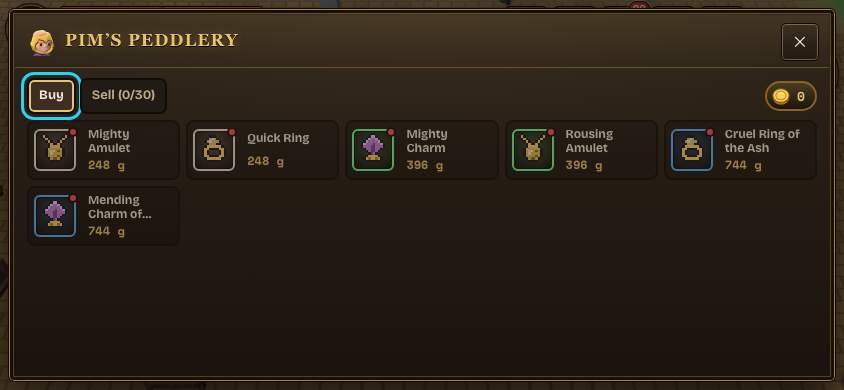 PIM'S PEDDLERY
Buy
Sell (0/30)
0
Mighty
Amulet
248 g
Quick Ring
248 g
Mighty
Charm
396 g
Rousing
Amulet
396 g
Cruel Ring of
the Ash
744 g
Mending
Charm of...
744 g